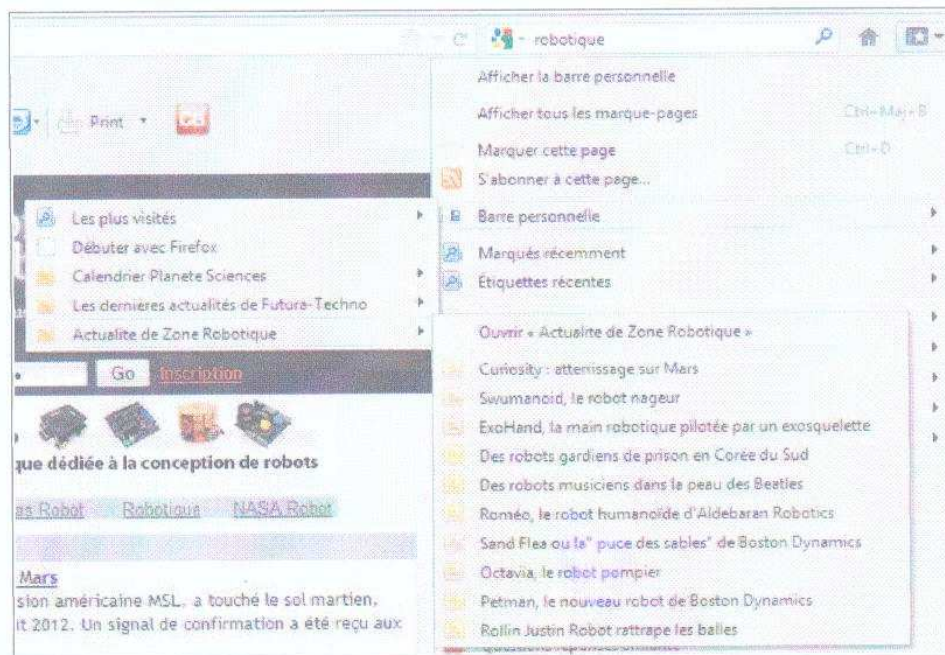 robotique
Afficher la barre personnelle
Afficher tous les marque-pages Ctrl+Maj+B
Marquer cette page Ctrl+D
S'abonner à cette page...
Barre personnelle
Marqués récemment
Étiquettes récentes
Print
Les plus visités
Débuter avec Firefox
Calendrier Planete Sciences
Les dernières actualités de Futura-Techno
Actualite de Zone Robotique
Ouvrir « Actualite de Zone Robotique »
Curiosity : atterrissage sur Mars
Swumanoid, le robot nageur
ExoHand, la main robotique pilotée par un exosquelette
Des robots gardiens de prison en Corée du Sud
Des robots musiciens dans la peau des Beatles
Roméo, le robot humanoïde d'Aldebaran Robotics
Sand Flea ou la" puce des sables" de Boston Dynamics
Octavia, le robot pompier
Petman, le nouveau robot de Boston Dynamics
Rollin Justin Robot rattrape les balles
Go Inscription
que dédiée à la conception de robots
as Robot Robotique NASA Robot
Mars
sion américaine MSL, a touché le sol martien,
it 2012. Un signal de confirmation a été reçu aux